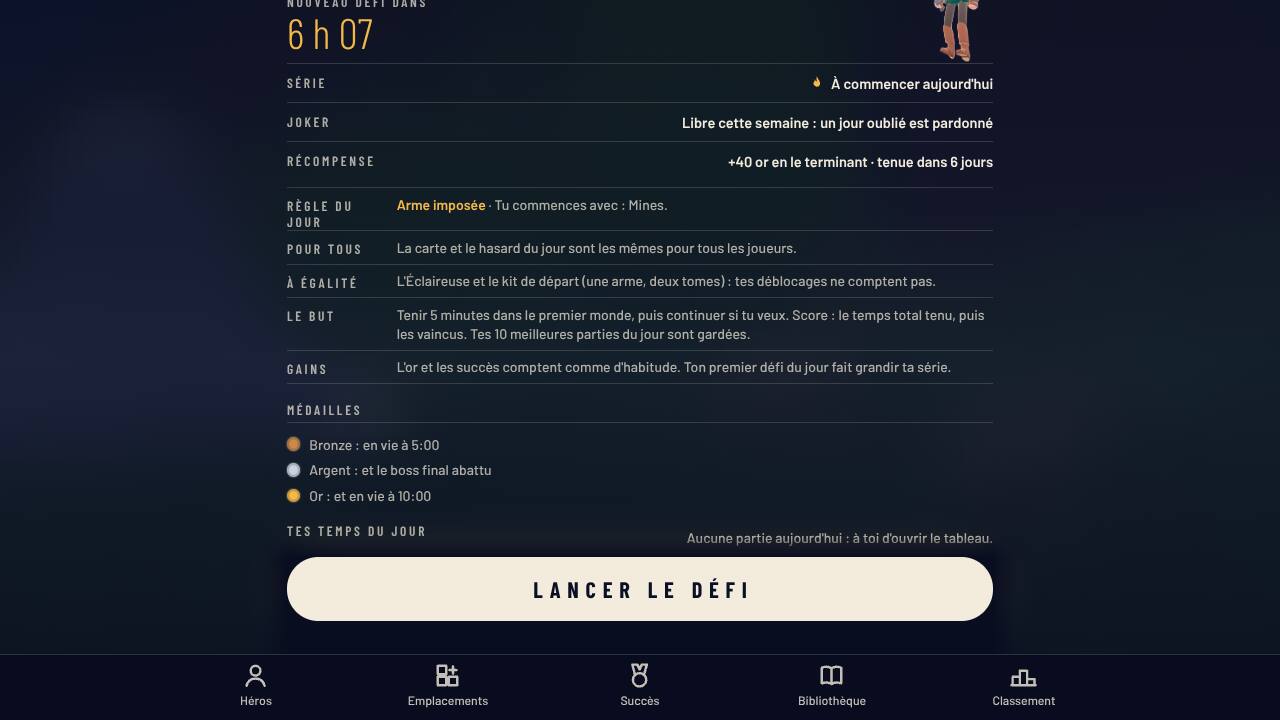 NOUVEAU DÉFI DANS
6 h 07
SÉRIE
À commencer aujourd'hui
JOKER
Libre cette semaine : un jour oublié est pardonné
RÉCOMPENSE
+40 or en le terminant · tenue dans 6 jours
RÈGLE DU
JOUR
Arme imposée · Tu commences avec : Mines.
POUR TOUS
La carte et le hasard du jour sont les mêmes pour tous les joueurs.
À ÉGALITÉ
L'Éclaireuse et le kit de départ (une arme, deux tomes) : tes déblocages ne comptent pas.
LE BUT
Tenir 5 minutes dans le premier monde, puis continuer si tu veux. Score : le temps total tenu, puis
les vaincus. Tes 10 meilleures parties du jour sont gardées.
GAINS
L'or et les succès comptent comme d'habitude. Ton premier défi du jour fait grandir ta série.
MÉDAILLES
Bronze : en vie à 5:00
Argent : et le boss final abattu
Or : et en vie à 10:00
TES TEMPS DU JOUR
Aucune partie aujourd'hui : à toi d'ouvrir le tableau.
LANCER LE DÉFI
Héros
Emplacements
Succès
Bibliothèque
Classement